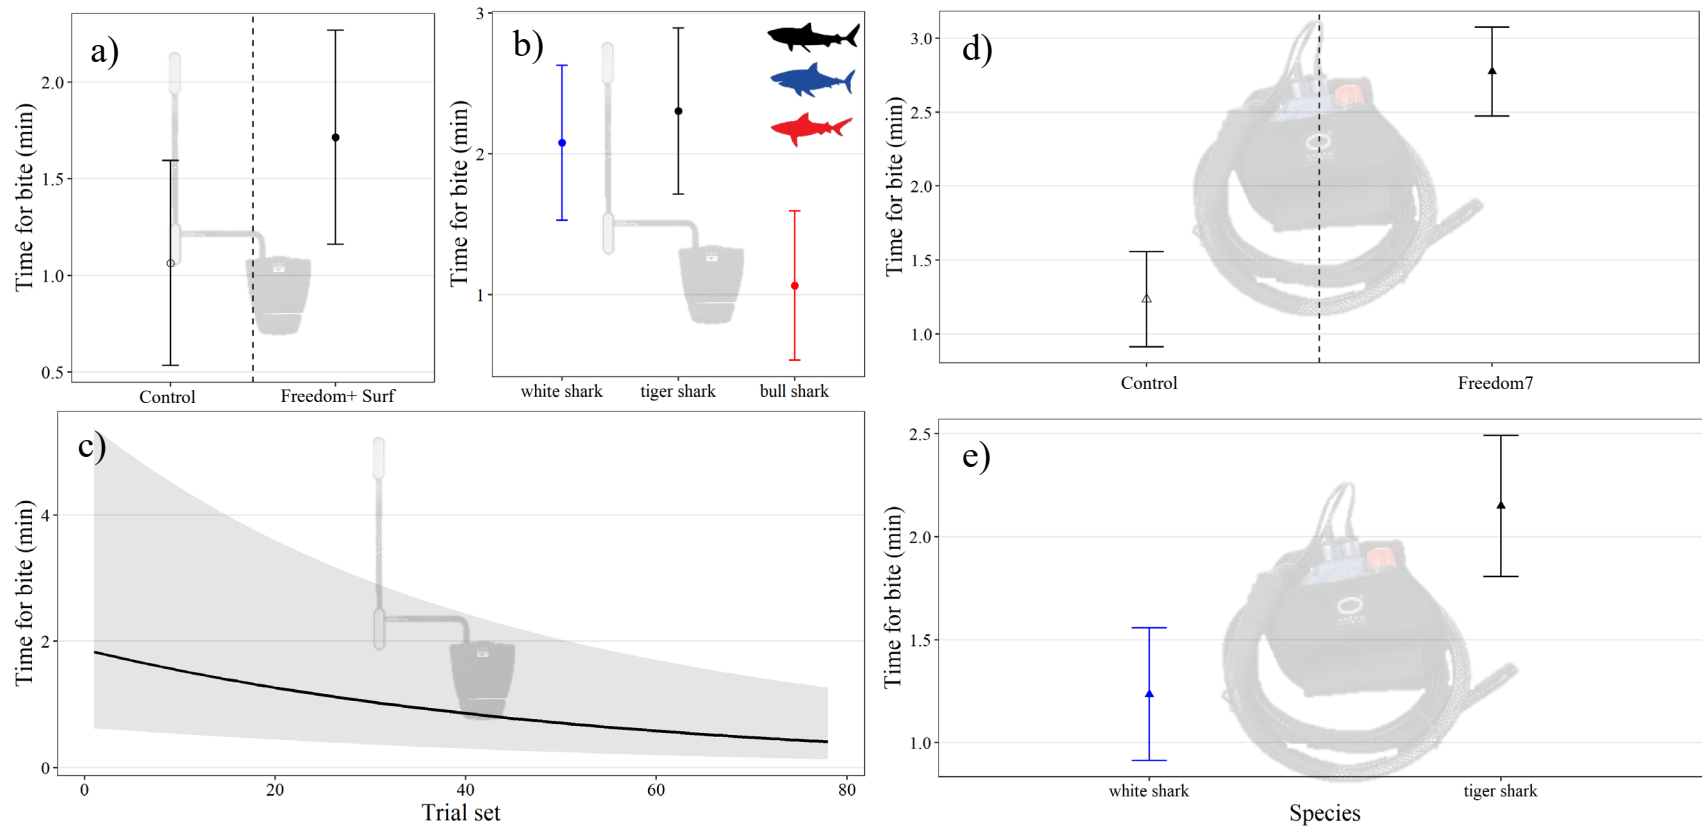 a)
Time for bite (min)
2.0
1.5
1.0
0.5
Control
Freedom+ Surf
b)
Time for bite (min)
3
2
1
white shark
tiger shark
bull shark
c)
Time for bite (min)
4
2
0
0
20
40
60
80
Trial set
d)
Time for bite (min)
3.0
2.5
2.0
1.5
1.0
Control
Freedom7
e)
Time for bite (min)
2.5
2.0
1.5
1.0
white shark
tiger shark
Species